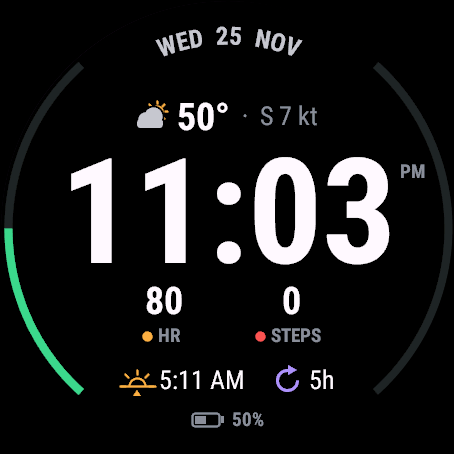 WED 25 NOV
50° · S 7 kt
11:03 PM
80 0
HR STEPS
5:11 AM 5h
50%